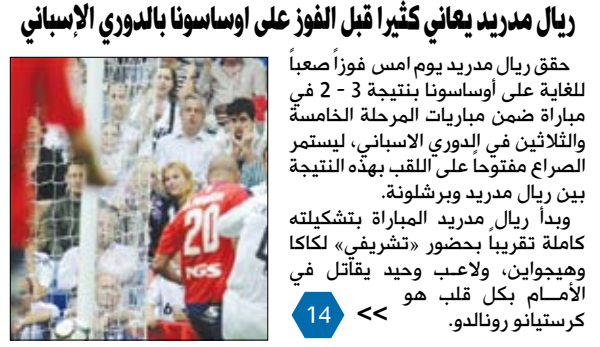 ريال مدريد يعاني كثيرا قبل الفوز على اوساسونا بالدوري الإسباني
حقق ريال مدريد يوم امس فوزاً صعباً
للغاية على أوساسونا بنتيجة 3 - 2 في
مباراة ضمن مباريات المرحلة الخامسة
والثلاثين في الدوري الاسباني، ليستمر
الصراع مفتوحاً على اللقب بهذه النتيجة
بين ريال مدريد وبرشلونة.
وبدأ ريال مدريد المباراة بتشكيلته
كاملة تقريباً بحضور «تشريفي» لكاكا
وهيجواين، ولاعب وحيد يقاتل في
الأمام بكل قلب هو
كرستيانو رونالدو.
>> 14
20
NGS